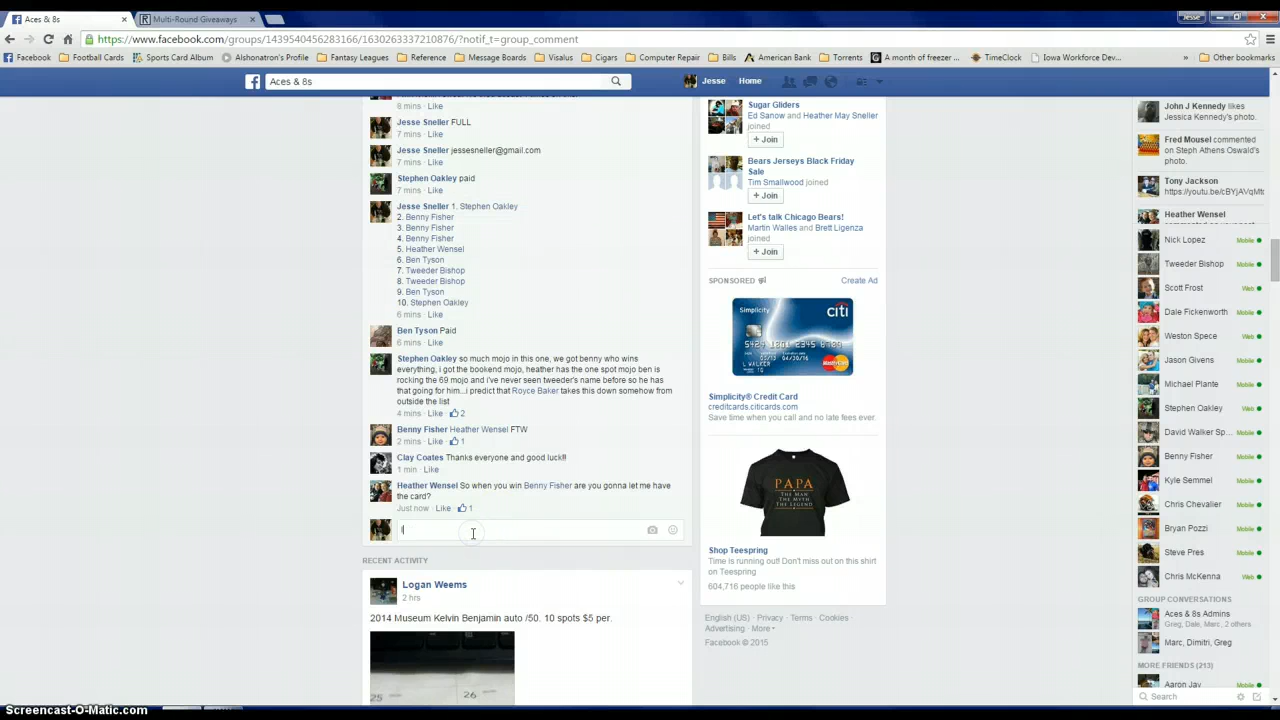 Aces & 8s
Multi-Round Giveaways
Jesse
https://www.facebook.com/groups/1439540456283166/1630263337210876/?notif_t=group_comment
Facebook
Football Cards
Sports Card Album
Alshonatron's Profile
Fantasy Leagues
Reference
Message Boards
Visalus
Cigars
Computer Repair
Bills
American Bank
Torrents
A month of freezer ...
TimeClock
Iowa Workforce Dev...
»
Other bookmarks
Aces & 8s
Jesse
Home
8 mins · Like
Jesse Sneller FULL
7 mins · Like
Jesse Sneller jessesneller@gmail.com
7 mins · Like
Stephen Oakley paid
7 mins · Like
Jesse Sneller 1. Stephen Oakley
2. Benny Fisher
3. Benny Fisher
4. Benny Fisher
5. Heather Wensel
6. Ben Tyson
7. Tweeder Bishop
8. Tweeder Bishop
9. Ben Tyson
10. Stephen Oakley
6 mins · Like
Ben Tyson Paid
6 mins · Like
Stephen Oakley so much mojo in this one, we got benny who wins
everything, i got the bookend mojo, heather has the one spot mojo ben is
rocking the 69 mojo and i've never seen tweeder's name before so he has
that going for him...i predict that Royce Baker takes this down somehow from
outside the list
4 mins · Like · 2
Benny Fisher Heather Wensel FTW
2 mins · Like · 1
Clay Coates Thanks everyone and good luck!!
1 min · Like
Heather Wensel So when you win Benny Fisher are you gonna let me have
the card?
Just now · Like · 1
RECENT ACTIVITY
Logan Weems
2 hrs
2014 Museum Kelvin Benjamin auto /50. 10 spots $5 per.
25
26
Sugar Gliders
Ed Sanow and Heather May Sneller
joined
+ Join
Bears Jerseys Black Friday
Sale
Tim Smallwood joined
+ Join
Let's talk Chicago Bears!
Martin Walles and Brett Ligenza
joined
+ Join
SPONSORED
Create Ad
Simplicity
citi
L WALKER
MasterCard
Simplicity® Credit Card
creditcards.citicards.com
Save time when you call and no late fees ever.
PAPA
THE MAN
THE MYTH
THE LEGEND
Shop Teespring
Time is running out! Don't miss out on this shirt
on Teespring
604,716 people like this
English (US) · Privacy · Terms · Cookies
Advertising · More
Facebook © 2015
John J Kennedy likes
Jessica Kennedy's photo.
Fred Mousel commented
on Steph Athens Oswald's
photo.
Tony Jackson
Heather Wensel
Nick Lopez Mobile
Tweeder Bishop Mobile
Scott Frost Web
Dale Fickenworth Mobile
Weston Spece Web
Jason Givens Mobile
Michael Plante Mobile
Stephen Oakley Web
David Walker Sp... Mobile
Benny Fisher Mobile
Kyle Semmel Mobile
Chris Chevalier Mobile
Bryan Pozzi Mobile
Steve Pres Mobile
Chris McKenna Web
GROUP CONVERSATIONS
Aces & 8s Admins
Greg, Dale, Marc, 2 others
Marc, Dimitri, Greg
MORE FRIENDS (213)
Aaron Jay Mobile
Search
Screencast-O-Matic.com